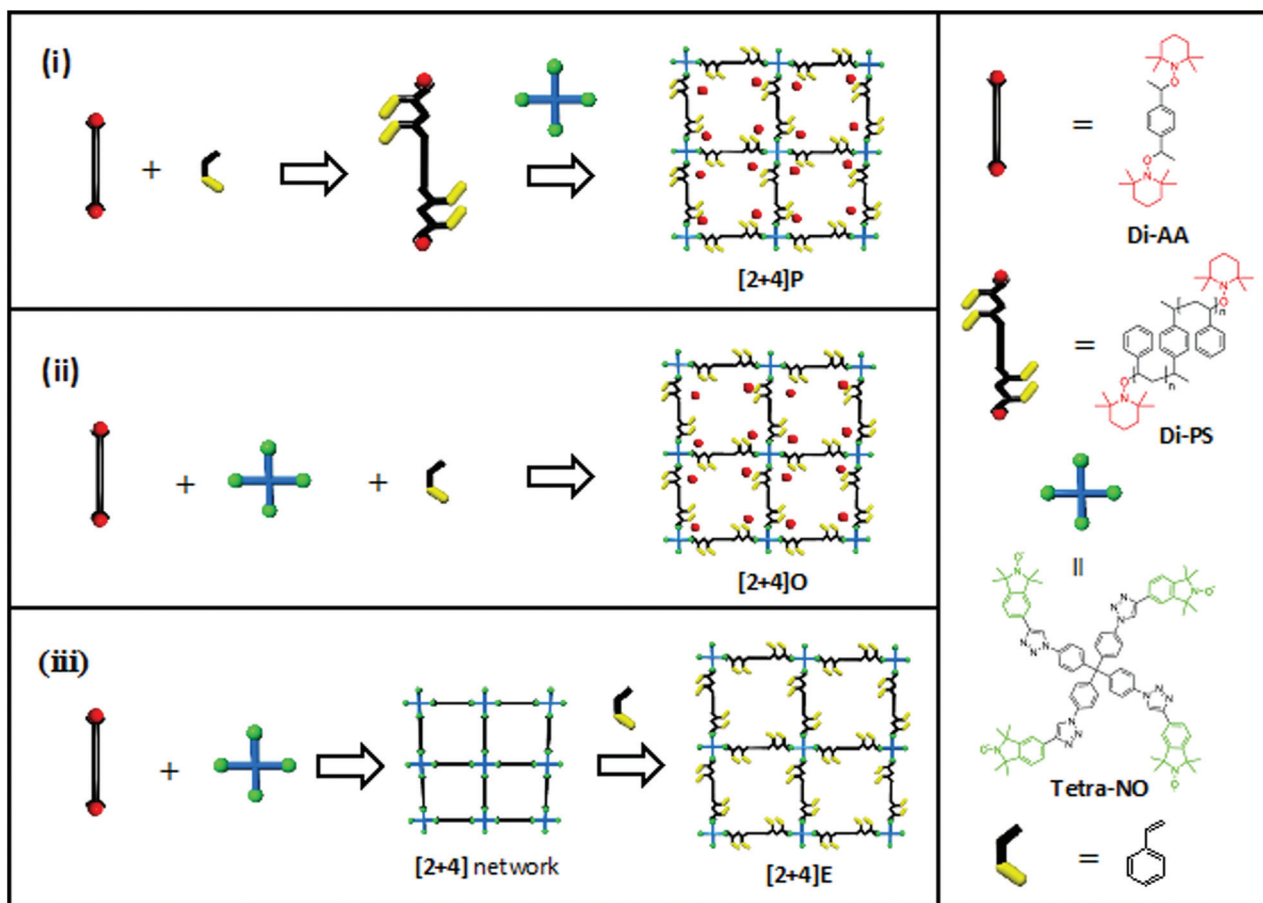 (i)
+
[2+4]P
(ii)
+
+
[2+4]O
(iii)
+
[2+4] network
[2+4]E
=
N
O
O
N
Di-AA
=
N
O
n
O
n
N
Di-PS
=
O•
N
N-O•
N=N
N
N
N=N
N
N=N
N
N=N
•O-N
N
O•
Tetra-NO
=